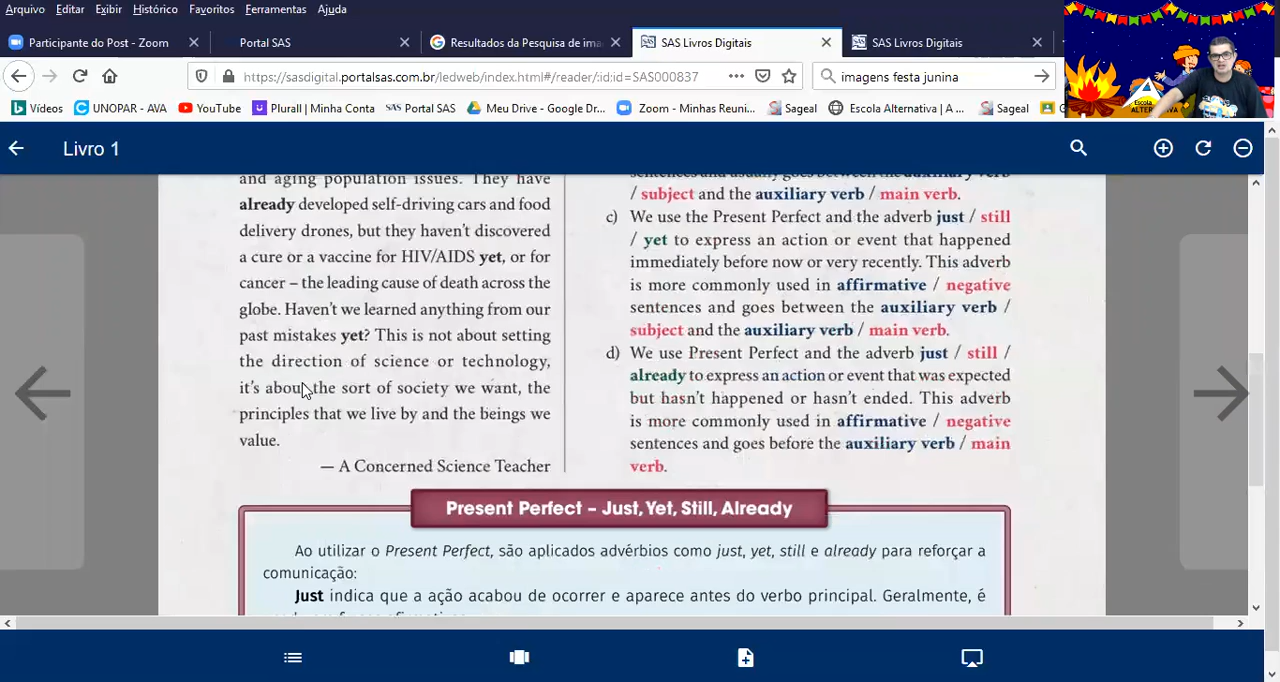 Arquivo Editar Exibir Histórico Favoritos Ferramentas Ajuda
Participante do Post - Zoom
Portal SAS
Resultados da Pesquisa de ima
SAS Livros Digitais
SAS Livros Digitais
https://sasdigital.portalsas.com.br/ledweb/index.html#/reader/:id:id=SAS000837
imagens festa junina
Vídeos UNOPAR - AVA YouTube Plurall | Minha Conta SAS Portal SAS Meu Drive - Google Dr... Zoom - Minhas Reuni... Sageal Escola Alternativa | A ... Sageal
Escola
ALTERNATIVA
Livro 1
and aging population issues. They have
already developed self-driving cars and food
delivery drones, but they haven't discovered
a cure or a vaccine for HIV/AIDS yet, or for
cancer – the leading cause of death across the
globe. Haven't we learned anything from our
past mistakes yet? This is not about setting
the direction of science or technology,
it's about the sort of society we want, the
principles that we live by and the beings we
value.
— A Concerned Science Teacher
sentences and usually goes between the auxiliary verb
/ subject and the auxiliary verb / main verb.
c) We use the Present Perfect and the adverb just / still
/ yet to express an action or event that happened
immediately before now or very recently. This adverb
is more commonly used in affirmative / negative
sentences and goes between the auxiliary verb /
subject and the auxiliary verb / main verb.
d) We use Present Perfect and the adverb just / still /
already to express an action or event that was expected
but hasn't happened or hasn't ended. This adverb
is more commonly used in affirmative / negative
sentences and goes before the auxiliary verb / main
verb.
Present Perfect – Just, Yet, Still, Already
Ao utilizar o Present Perfect, são aplicados advérbios como just, yet, still e already para reforçar a
comunicação:
Just indica que a ação acabou de ocorrer e aparece antes do verbo principal. Geralmente, é